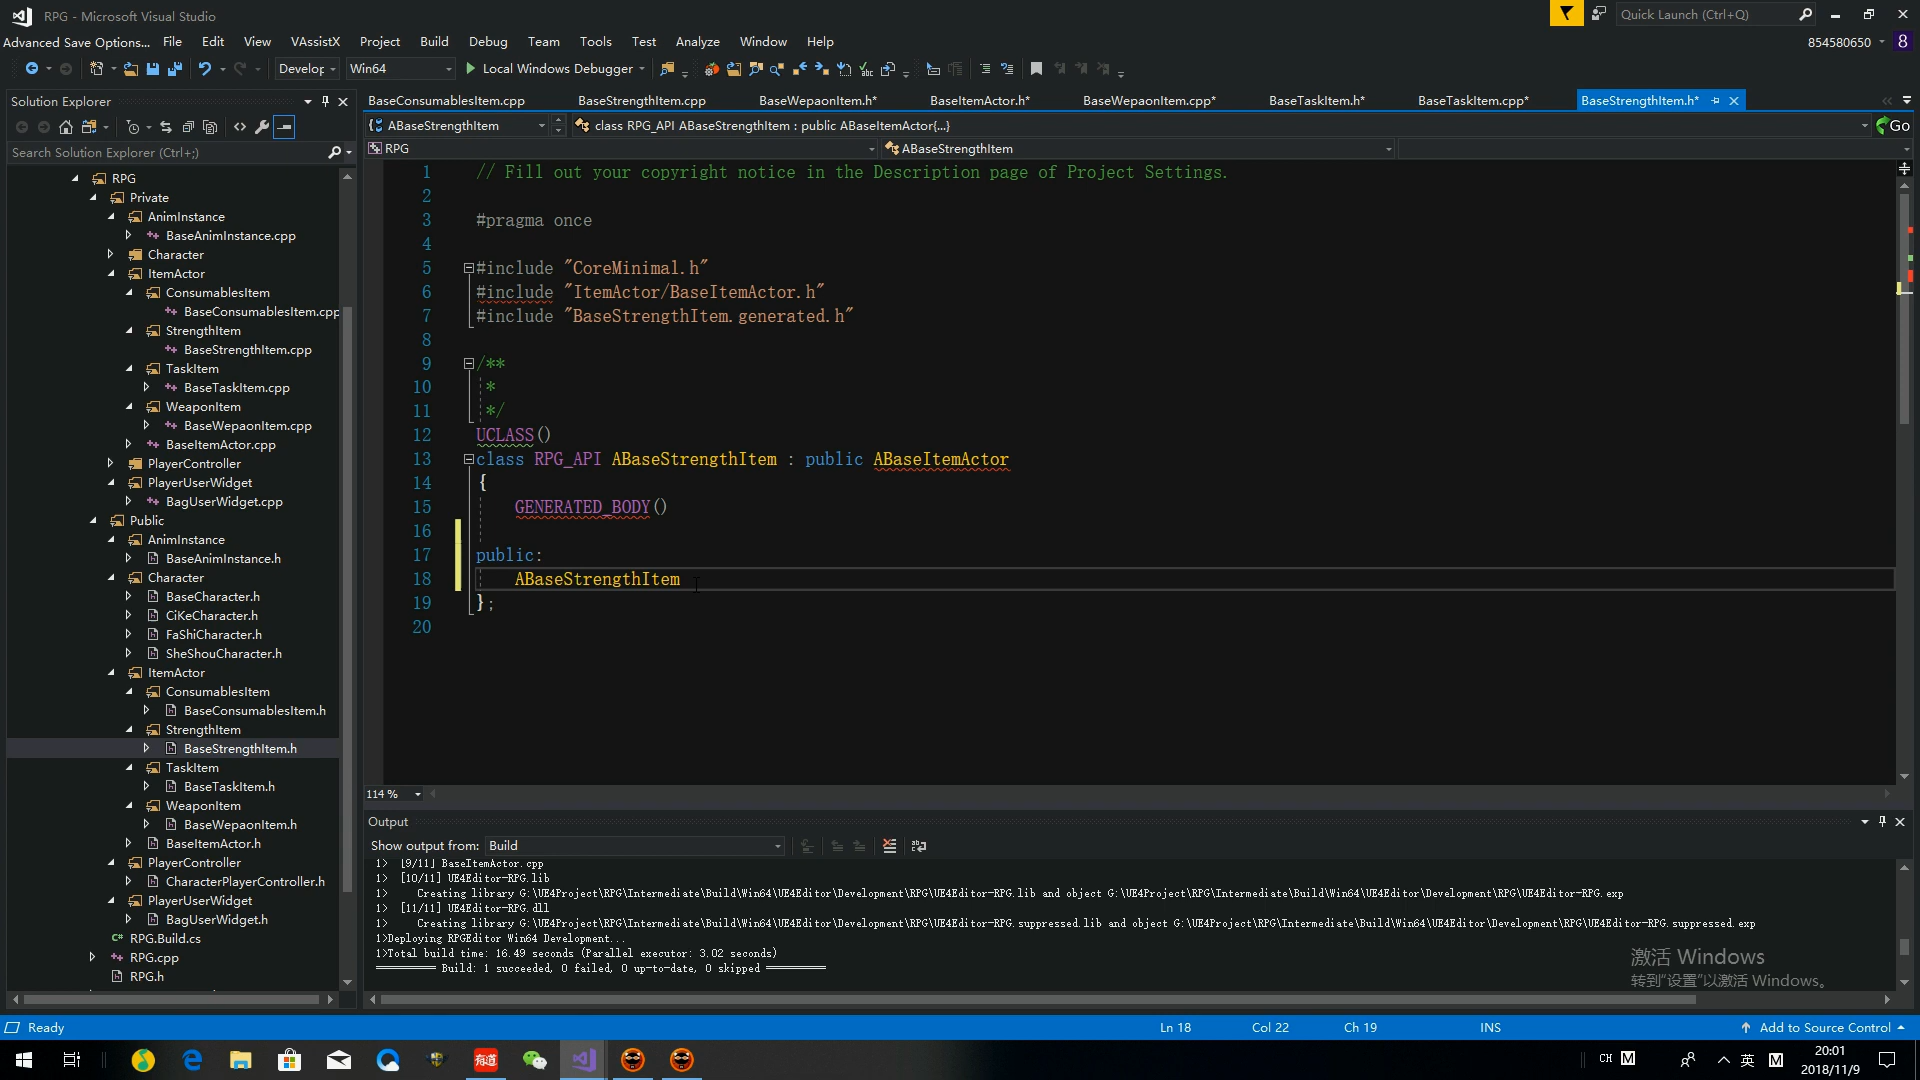 RPG - Microsoft Visual Studio
Quick Launch (Ctrl+Q)
Advanced Save Options... File Edit View VAssistX Project Build Debug Team Tools Test Analyze Window Help
854580650 8
Develop Win64 Local Windows Debugger
Solution Explorer
Search Solution Explorer (Ctrl+;)
RPG
Private
AnimInstance
BaseAnimInstance.cpp
Character
ItemActor
ConsumablesItem
BaseConsumablesItem.cpp
StrengthItem
BaseStrengthItem.cpp
TaskItem
BaseTaskItem.cpp
WeaponItem
BaseWepaonItem.cpp
BaseItemActor.cpp
PlayerController
PlayerUserWidget
BagUserWidget.cpp
Public
AnimInstance
BaseAnimInstance.h
Character
BaseCharacter.h
CiKeCharacter.h
FaShiCharacter.h
SheShouCharacter.h
ItemActor
ConsumablesItem
BaseConsumablesItem.h
StrengthItem
BaseStrengthItem.h
TaskItem
BaseTaskItem.h
WeaponItem
BaseWepaonItem.h
BaseItemActor.h
PlayerController
CharacterPlayerController.h
PlayerUserWidget
BagUserWidget.h
RPG.Build.cs
RPG.cpp
RPG.h
BaseConsumablesItem.cpp BaseStrengthItem.cpp BaseWepaonItem.h* BaseItemActor.h* BaseWepaonItem.cpp* BaseTaskItem.h* BaseTaskItem.cpp* BaseStrengthItem.h*
ABaseStrengthItem class RPG_API ABaseStrengthItem : public ABaseItemActor{...} Go
RPG ABaseStrengthItem
1 // Fill out your copyright notice in the Description page of Project Settings.
2
3 #pragma once
4
5 #include "CoreMinimal.h"
6 #include "ItemActor/BaseItemActor.h"
7 #include "BaseStrengthItem.generated.h"
8
9 /**
10 *
11 */
12 UCLASS()
13 class RPG_API ABaseStrengthItem : public ABaseItemActor
14 {
15 GENERATED_BODY()
16
17 public:
18 ABaseStrengthItem
19 };
20
114 %
Output
Show output from: Build
1> [9/11] BaseItemActor.cpp
1> [10/11] UE4Editor-RPG.lib
1> Creating library G:\UE4Project\RPG\Intermediate\Build\Win64\UE4Editor\Development\RPG\UE4Editor-RPG.lib and object G:\UE4Project\RPG\Intermediate\Build\Win64\UE4Editor\Development\RPG\UE4Editor-RPG.exp
1> [11/11] UE4Editor-RPG.dll
1> Creating library G:\UE4Project\RPG\Intermediate\Build\Win64\UE4Editor\Development\RPG\UE4Editor-RPG.suppressed.lib and object G:\UE4Project\RPG\Intermediate\Build\Win64\UE4Editor\Development\RPG\UE4Editor-RPG.suppressed.exp
1>Deploying RPGEditor Win64 Development...
1>Total build time: 16.49 seconds (Parallel executor: 3.02 seconds)
========== Build: 1 succeeded, 0 failed, 0 up-to-date, 0 skipped ==========
激活 Windows
转到"设置"以激活 Windows。
Ready Ln 18 Col 22 Ch 19 INS Add to Source Control
有道 CH M 英 M
20:01
2018/11/9